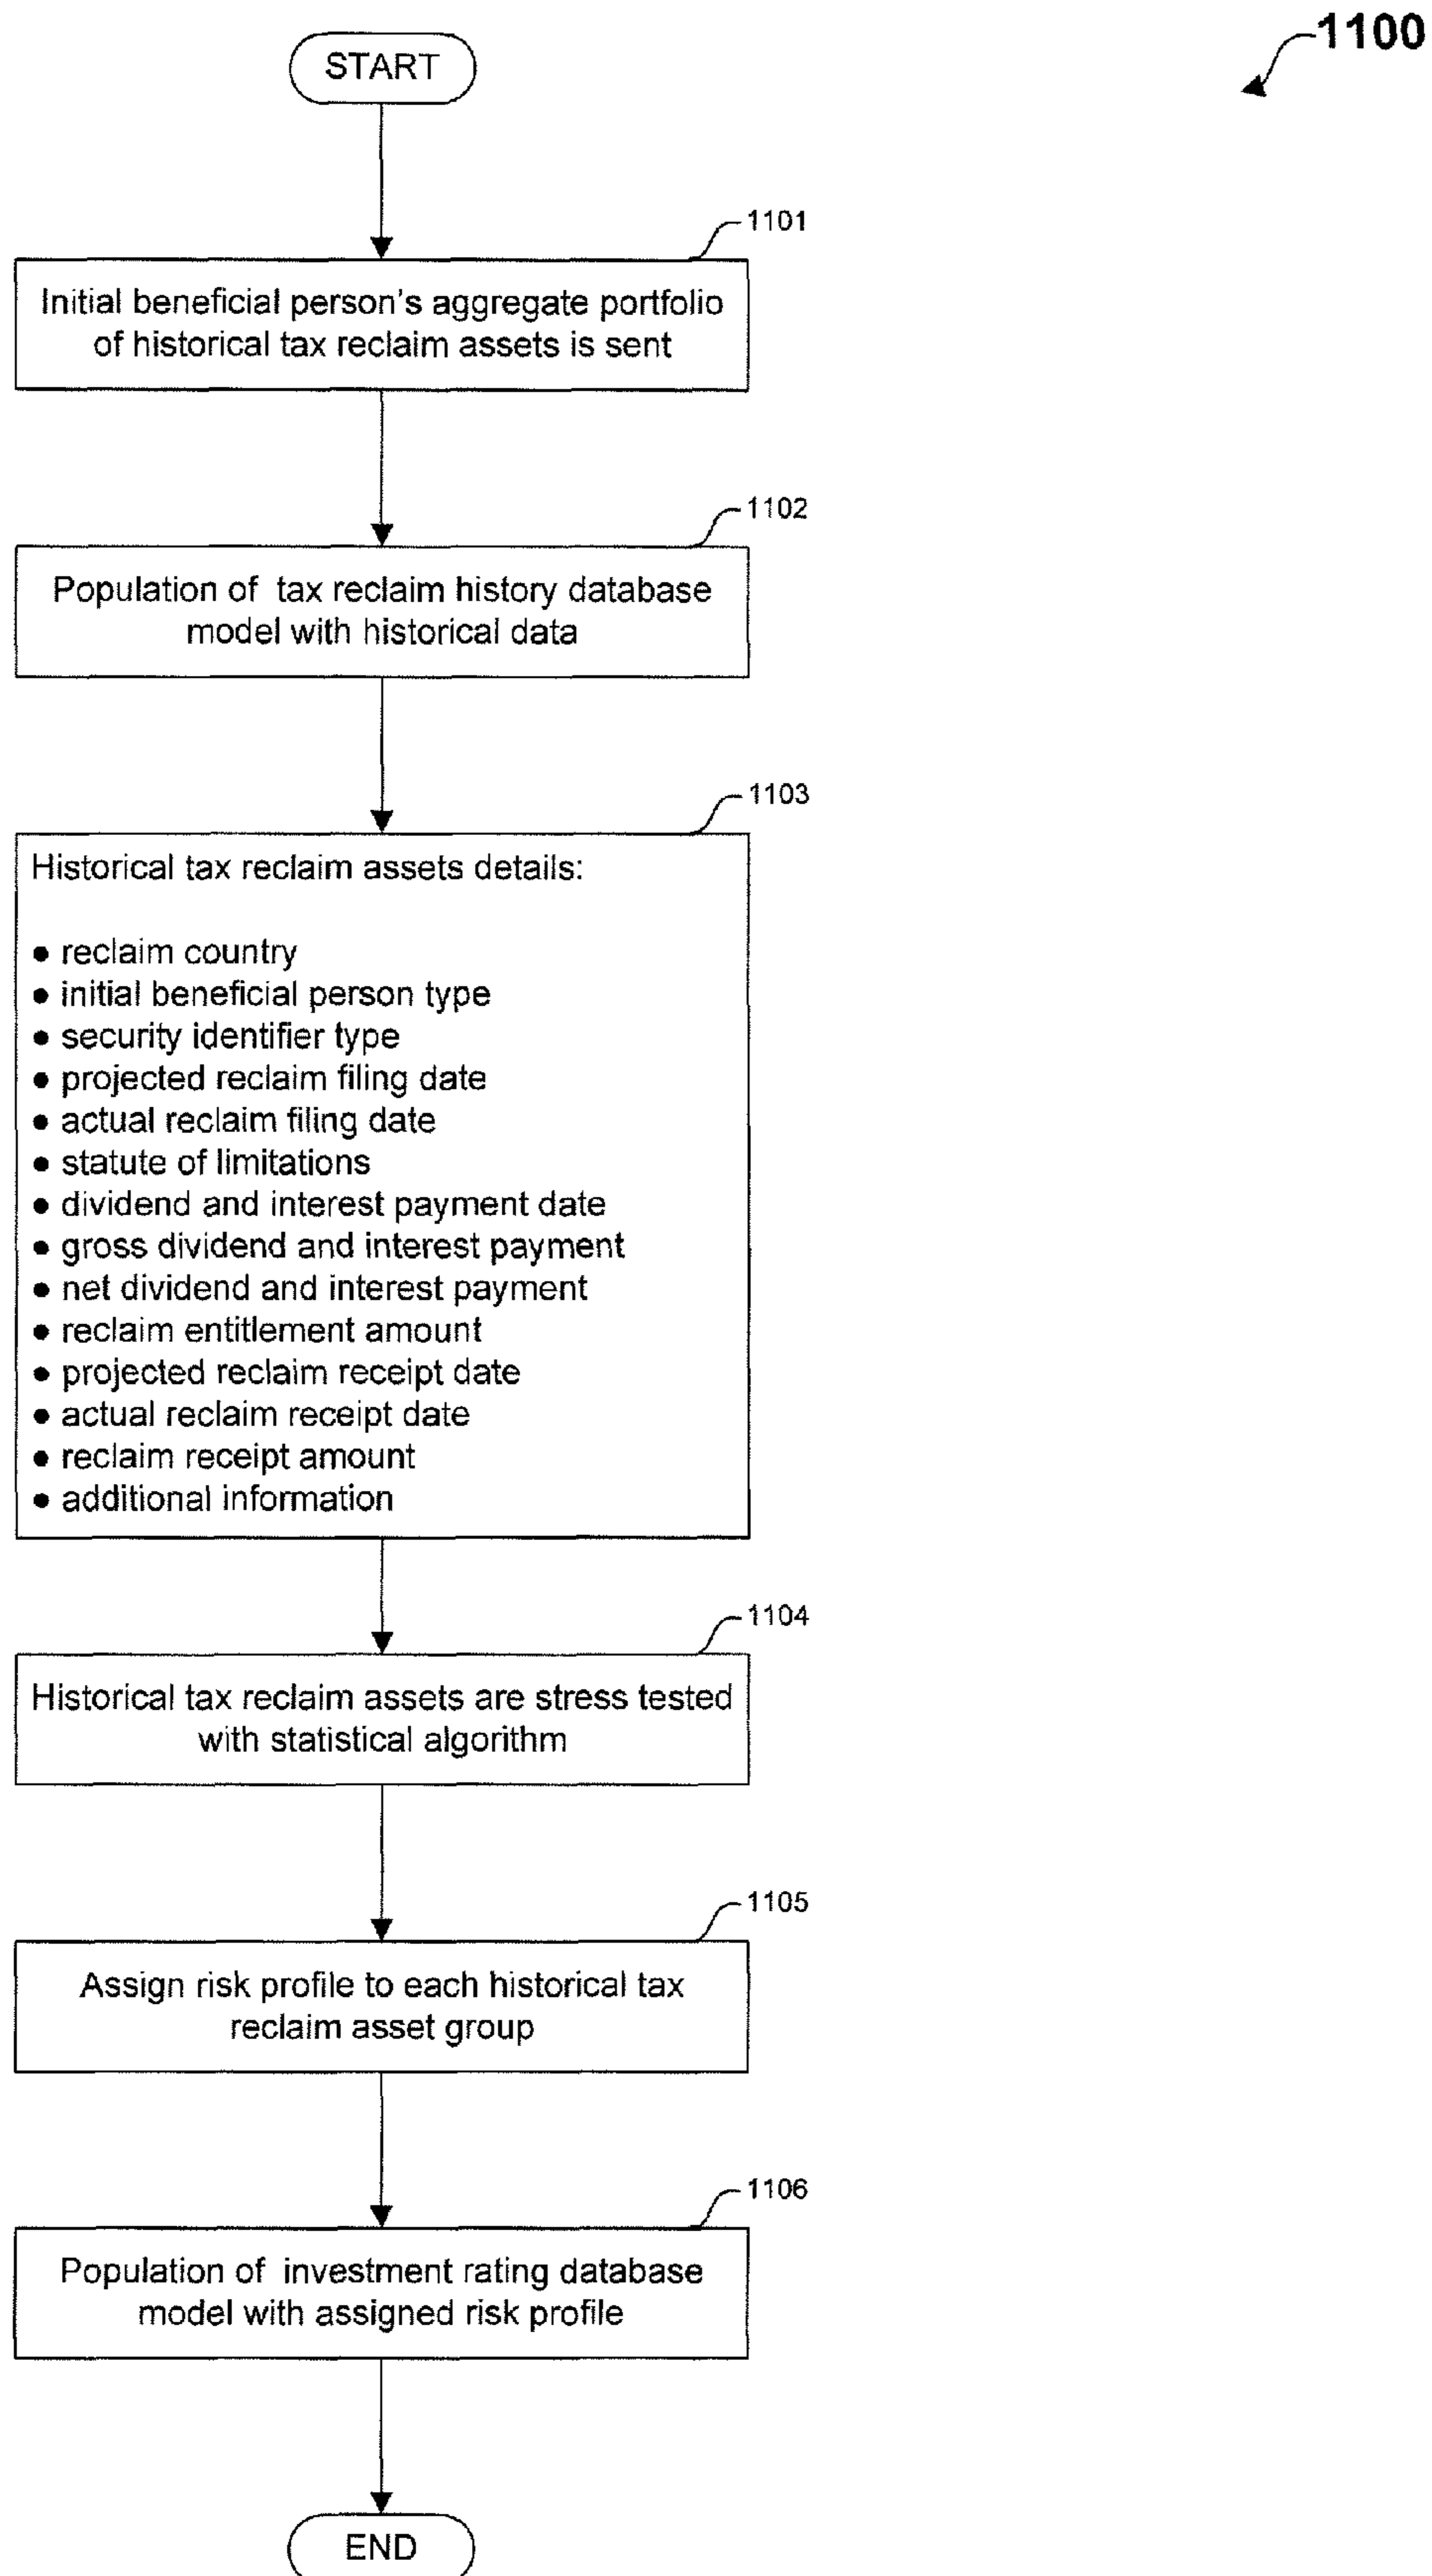 1100
START
1101
Initial beneficial person's aggregate portfolio
of historical tax reclaim assets is sent
1102
Population of tax reclaim history database
model with historical data
1103
Historical tax reclaim assets details:
• reclaim country
• initial beneficial person type
• security identifier type
• projected reclaim filing date
• actual reclaim filing date
• statute of limitations
• dividend and interest payment date
• gross dividend and interest payment
• net dividend and interest payment
• reclaim entitlement amount
• projected reclaim receipt date
• actual reclaim receipt date
• reclaim receipt amount
• additional information
1104
Historical tax reclaim assets are stress tested
with statistical algorithm
1105
Assign risk profile to each historical tax
reclaim asset group
1106
Population of investment rating database
model with assigned risk profile
END